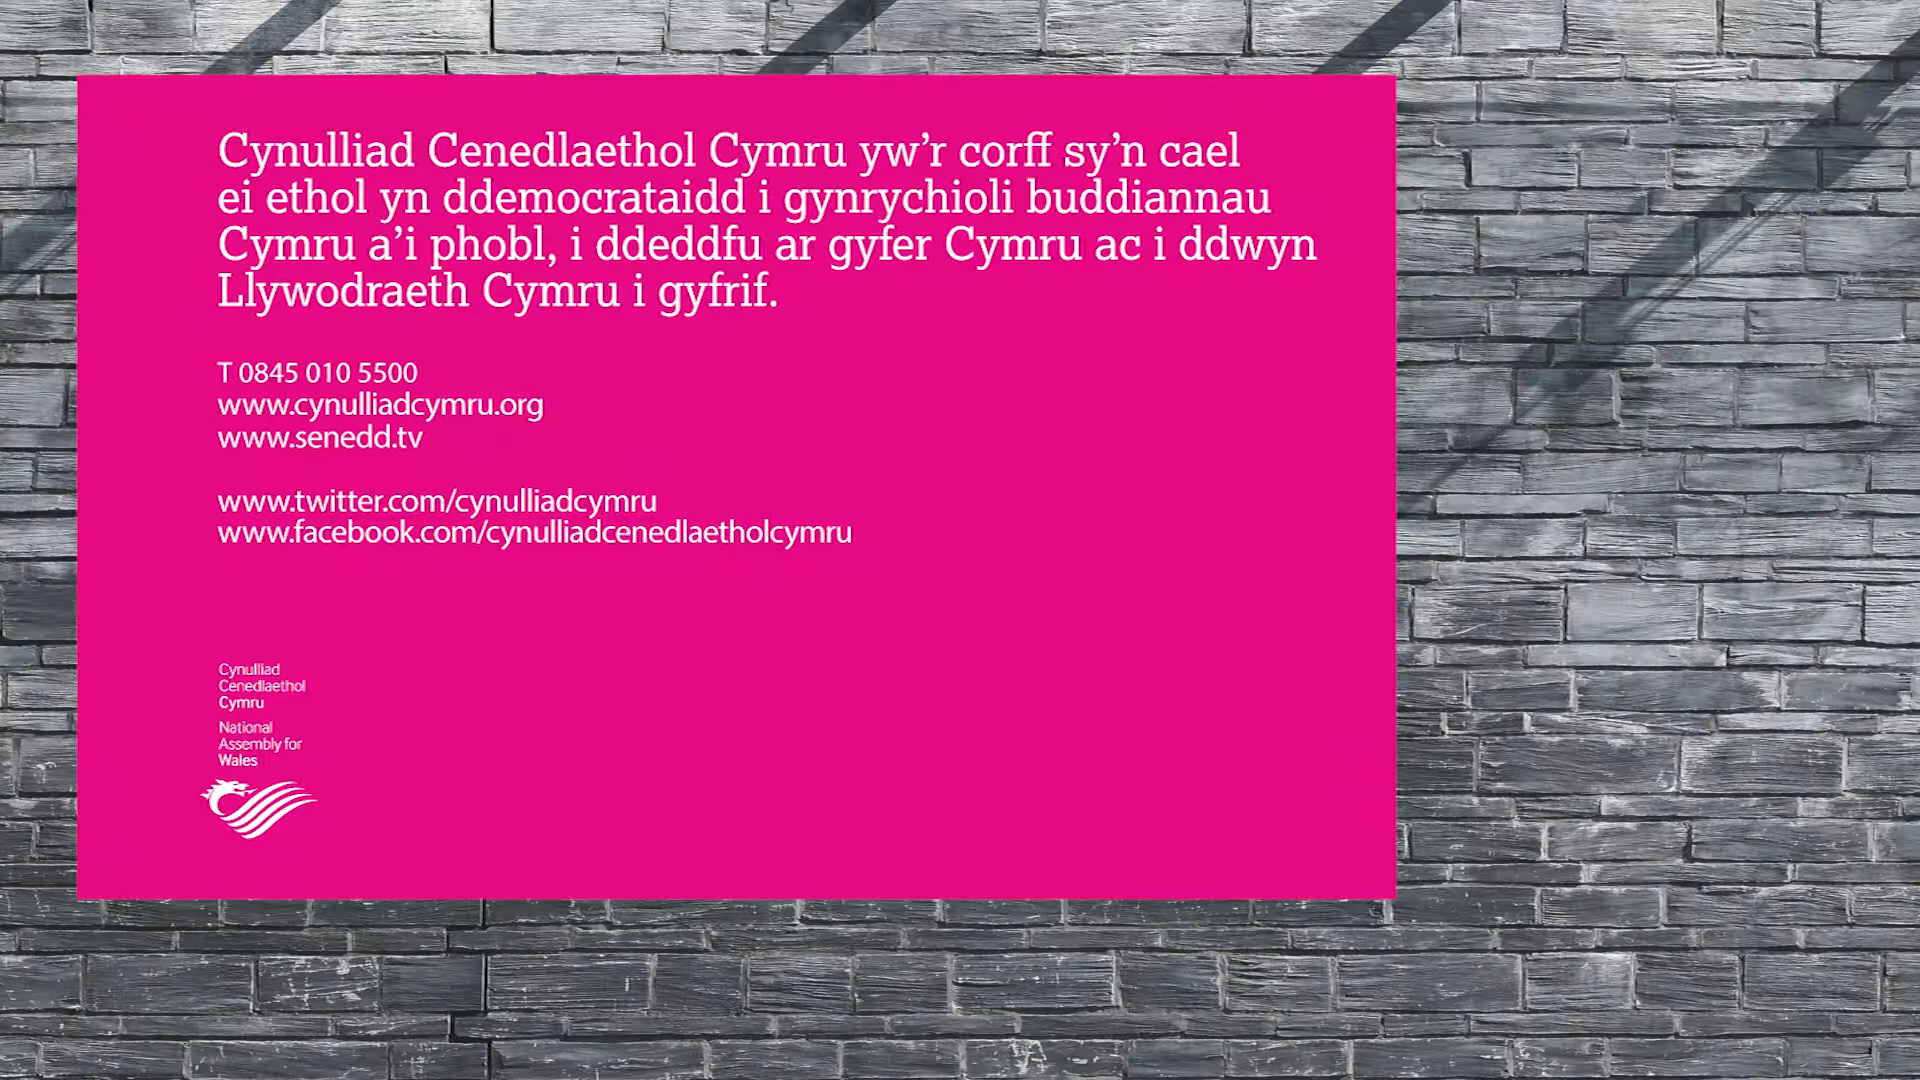 Cynulliad Cenedlaethol Cymru yw’r corff sy’n cael
ei ethol yn ddemocrataidd i gynrychioli buddiannau
Cymru a’i phobl, i ddeddfu ar gyfer Cymru ac i ddwyn
Llywodraeth Cymru i gyfrif.
T 0845 010 5500
www.cynulliadcymru.org
www.senedd.tv
www.twitter.com/cynulliadcymru
www.facebook.com/cynulliadcenedlaetholcymru
Cynulliad
Cenedlaethol
Cymru
National
Assembly for
Wales